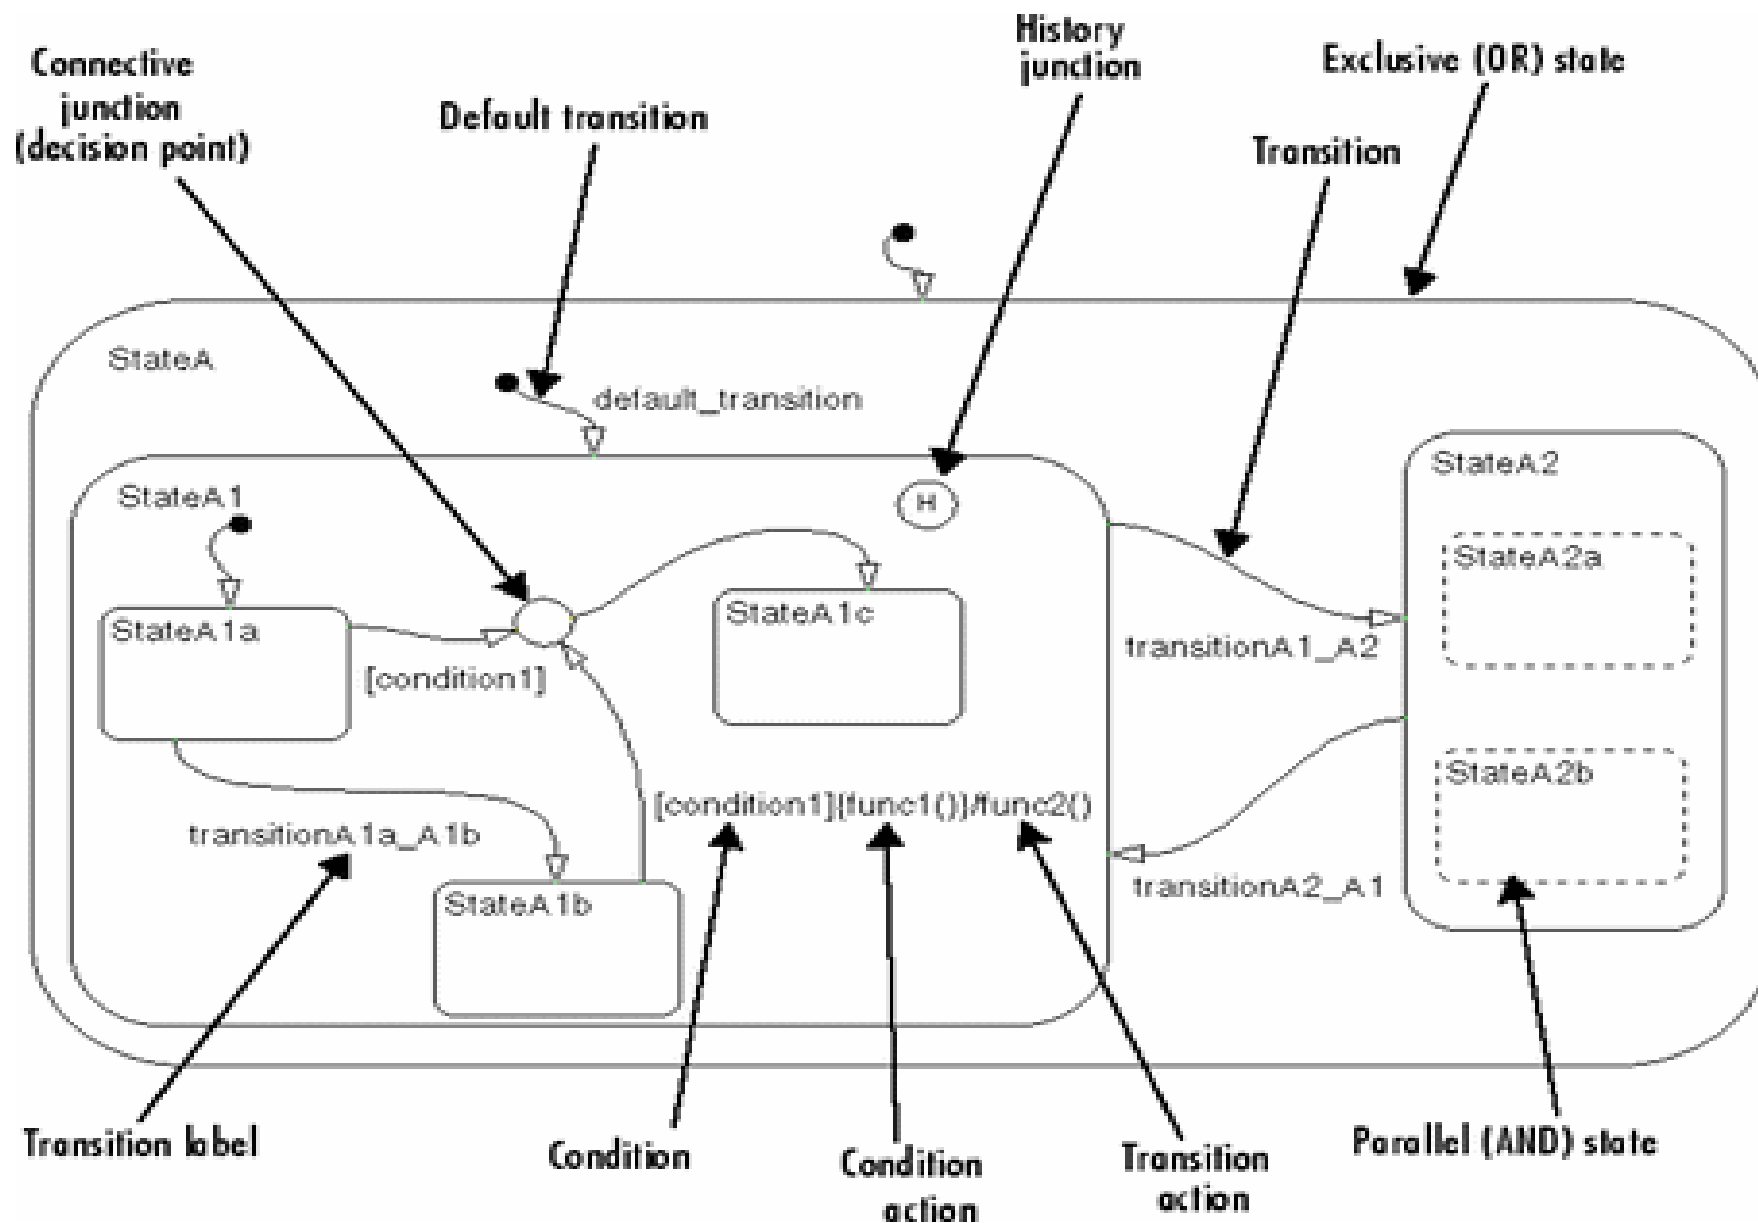 History
junction
Exclusive (OR) state
Connective
junction
(decision point)
Default transition
Transition
StateA
default_transition
StateA1
H
StateA2
StateA2a
StateA1a
StateA1c
[condition1]
transitionA1_A2
StateA2b
[condition1]{func1()}/func2()
transitionA1a_A1b
transitionA2_A1
StateA1b
Transition label
Condition
Condition
action
Transition
action
Parallel (AND) state